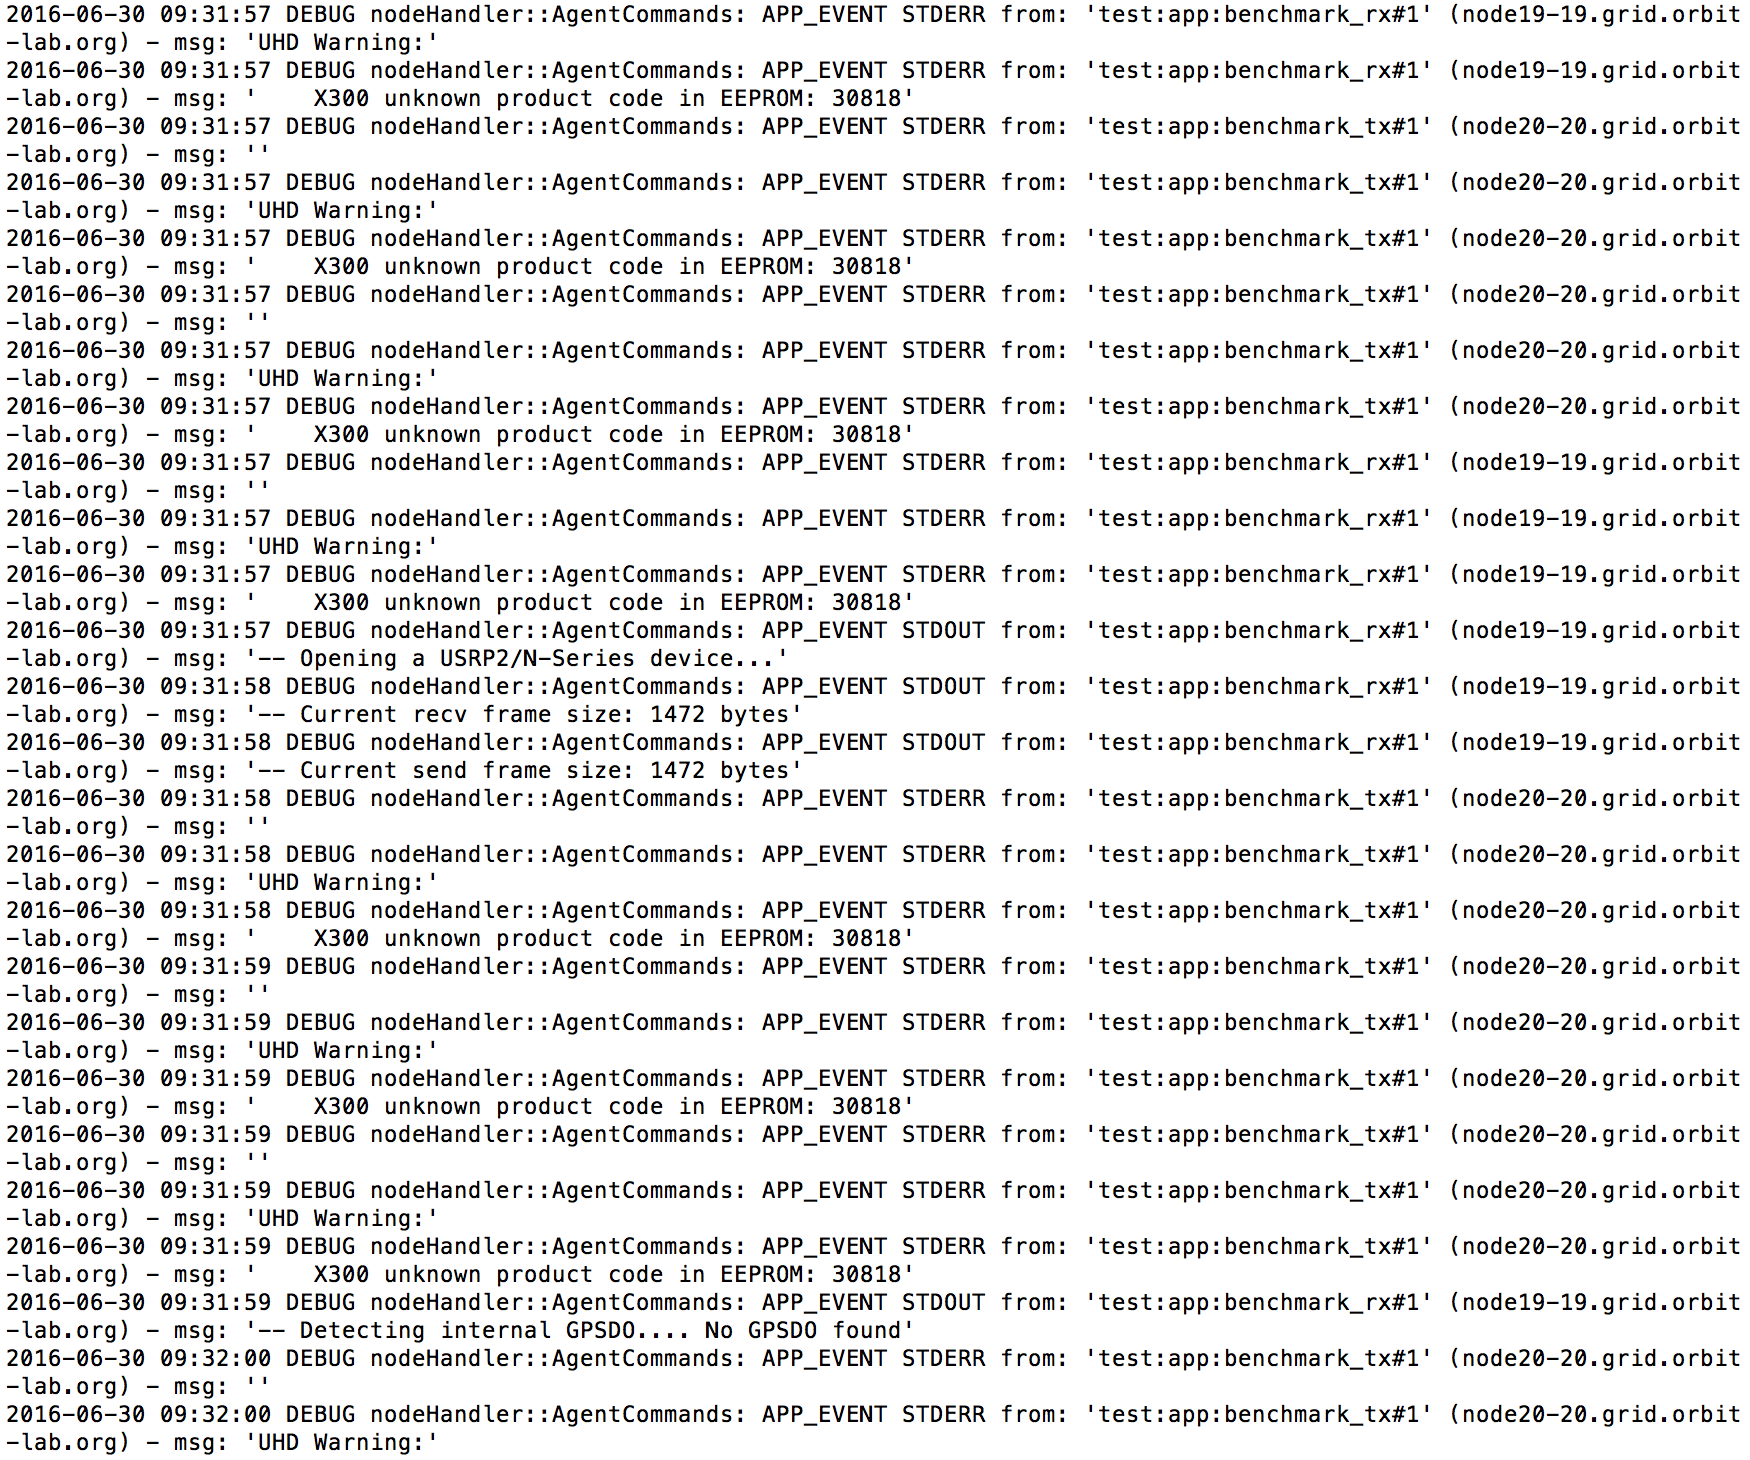 2016-06-30 09:31:57 DEBUG nodeHandler::AgentCommands: APP_EVENT STDERR from: 'test:app:benchmark_rx#1' (node19-19.grid.orbit
-lab.org) - msg: 'UHD Warning:'
2016-06-30 09:31:57 DEBUG nodeHandler::AgentCommands: APP_EVENT STDERR from: 'test:app:benchmark_rx#1' (node19-19.grid.orbit
-lab.org) - msg: '    X300 unknown product code in EEPROM: 30818'
2016-06-30 09:31:57 DEBUG nodeHandler::AgentCommands: APP_EVENT STDERR from: 'test:app:benchmark_tx#1' (node20-20.grid.orbit
-lab.org) - msg: ''
2016-06-30 09:31:57 DEBUG nodeHandler::AgentCommands: APP_EVENT STDERR from: 'test:app:benchmark_tx#1' (node20-20.grid.orbit
-lab.org) - msg: 'UHD Warning:'
2016-06-30 09:31:57 DEBUG nodeHandler::AgentCommands: APP_EVENT STDERR from: 'test:app:benchmark_tx#1' (node20-20.grid.orbit
-lab.org) - msg: '    X300 unknown product code in EEPROM: 30818'
2016-06-30 09:31:57 DEBUG nodeHandler::AgentCommands: APP_EVENT STDERR from: 'test:app:benchmark_tx#1' (node20-20.grid.orbit
-lab.org) - msg: ''
2016-06-30 09:31:57 DEBUG nodeHandler::AgentCommands: APP_EVENT STDERR from: 'test:app:benchmark_tx#1' (node20-20.grid.orbit
-lab.org) - msg: 'UHD Warning:'
2016-06-30 09:31:57 DEBUG nodeHandler::AgentCommands: APP_EVENT STDERR from: 'test:app:benchmark_tx#1' (node20-20.grid.orbit
-lab.org) - msg: '    X300 unknown product code in EEPROM: 30818'
2016-06-30 09:31:57 DEBUG nodeHandler::AgentCommands: APP_EVENT STDERR from: 'test:app:benchmark_rx#1' (node19-19.grid.orbit
-lab.org) - msg: ''
2016-06-30 09:31:57 DEBUG nodeHandler::AgentCommands: APP_EVENT STDERR from: 'test:app:benchmark_rx#1' (node19-19.grid.orbit
-lab.org) - msg: 'UHD Warning:'
2016-06-30 09:31:57 DEBUG nodeHandler::AgentCommands: APP_EVENT STDERR from: 'test:app:benchmark_rx#1' (node19-19.grid.orbit
-lab.org) - msg: '    X300 unknown product code in EEPROM: 30818'
2016-06-30 09:31:57 DEBUG nodeHandler::AgentCommands: APP_EVENT STDOUT from: 'test:app:benchmark_rx#1' (node19-19.grid.orbit
-lab.org) - msg: '-- Opening a USRP2/N-Series device...'
2016-06-30 09:31:58 DEBUG nodeHandler::AgentCommands: APP_EVENT STDOUT from: 'test:app:benchmark_rx#1' (node19-19.grid.orbit
-lab.org) - msg: '-- Current recv frame size: 1472 bytes'
2016-06-30 09:31:58 DEBUG nodeHandler::AgentCommands: APP_EVENT STDOUT from: 'test:app:benchmark_rx#1' (node19-19.grid.orbit
-lab.org) - msg: '-- Current send frame size: 1472 bytes'
2016-06-30 09:31:58 DEBUG nodeHandler::AgentCommands: APP_EVENT STDERR from: 'test:app:benchmark_tx#1' (node20-20.grid.orbit
-lab.org) - msg: ''
2016-06-30 09:31:58 DEBUG nodeHandler::AgentCommands: APP_EVENT STDERR from: 'test:app:benchmark_tx#1' (node20-20.grid.orbit
-lab.org) - msg: 'UHD Warning:'
2016-06-30 09:31:58 DEBUG nodeHandler::AgentCommands: APP_EVENT STDERR from: 'test:app:benchmark_tx#1' (node20-20.grid.orbit
-lab.org) - msg: '    X300 unknown product code in EEPROM: 30818'
2016-06-30 09:31:59 DEBUG nodeHandler::AgentCommands: APP_EVENT STDERR from: 'test:app:benchmark_tx#1' (node20-20.grid.orbit
-lab.org) - msg: ''
2016-06-30 09:31:59 DEBUG nodeHandler::AgentCommands: APP_EVENT STDERR from: 'test:app:benchmark_tx#1' (node20-20.grid.orbit
-lab.org) - msg: 'UHD Warning:'
2016-06-30 09:31:59 DEBUG nodeHandler::AgentCommands: APP_EVENT STDERR from: 'test:app:benchmark_tx#1' (node20-20.grid.orbit
-lab.org) - msg: '    X300 unknown product code in EEPROM: 30818'
2016-06-30 09:31:59 DEBUG nodeHandler::AgentCommands: APP_EVENT STDERR from: 'test:app:benchmark_tx#1' (node20-20.grid.orbit
-lab.org) - msg: ''
2016-06-30 09:31:59 DEBUG nodeHandler::AgentCommands: APP_EVENT STDERR from: 'test:app:benchmark_tx#1' (node20-20.grid.orbit
-lab.org) - msg: 'UHD Warning:'
2016-06-30 09:31:59 DEBUG nodeHandler::AgentCommands: APP_EVENT STDERR from: 'test:app:benchmark_tx#1' (node20-20.grid.orbit
-lab.org) - msg: '    X300 unknown product code in EEPROM: 30818'
2016-06-30 09:31:59 DEBUG nodeHandler::AgentCommands: APP_EVENT STDOUT from: 'test:app:benchmark_rx#1' (node19-19.grid.orbit
-lab.org) - msg: '-- Detecting internal GPSDO.... No GPSDO found'
2016-06-30 09:32:00 DEBUG nodeHandler::AgentCommands: APP_EVENT STDERR from: 'test:app:benchmark_tx#1' (node20-20.grid.orbit
-lab.org) - msg: ''
2016-06-30 09:32:00 DEBUG nodeHandler::AgentCommands: APP_EVENT STDERR from: 'test:app:benchmark_tx#1' (node20-20.grid.orbit
-lab.org) - msg: 'UHD Warning:'